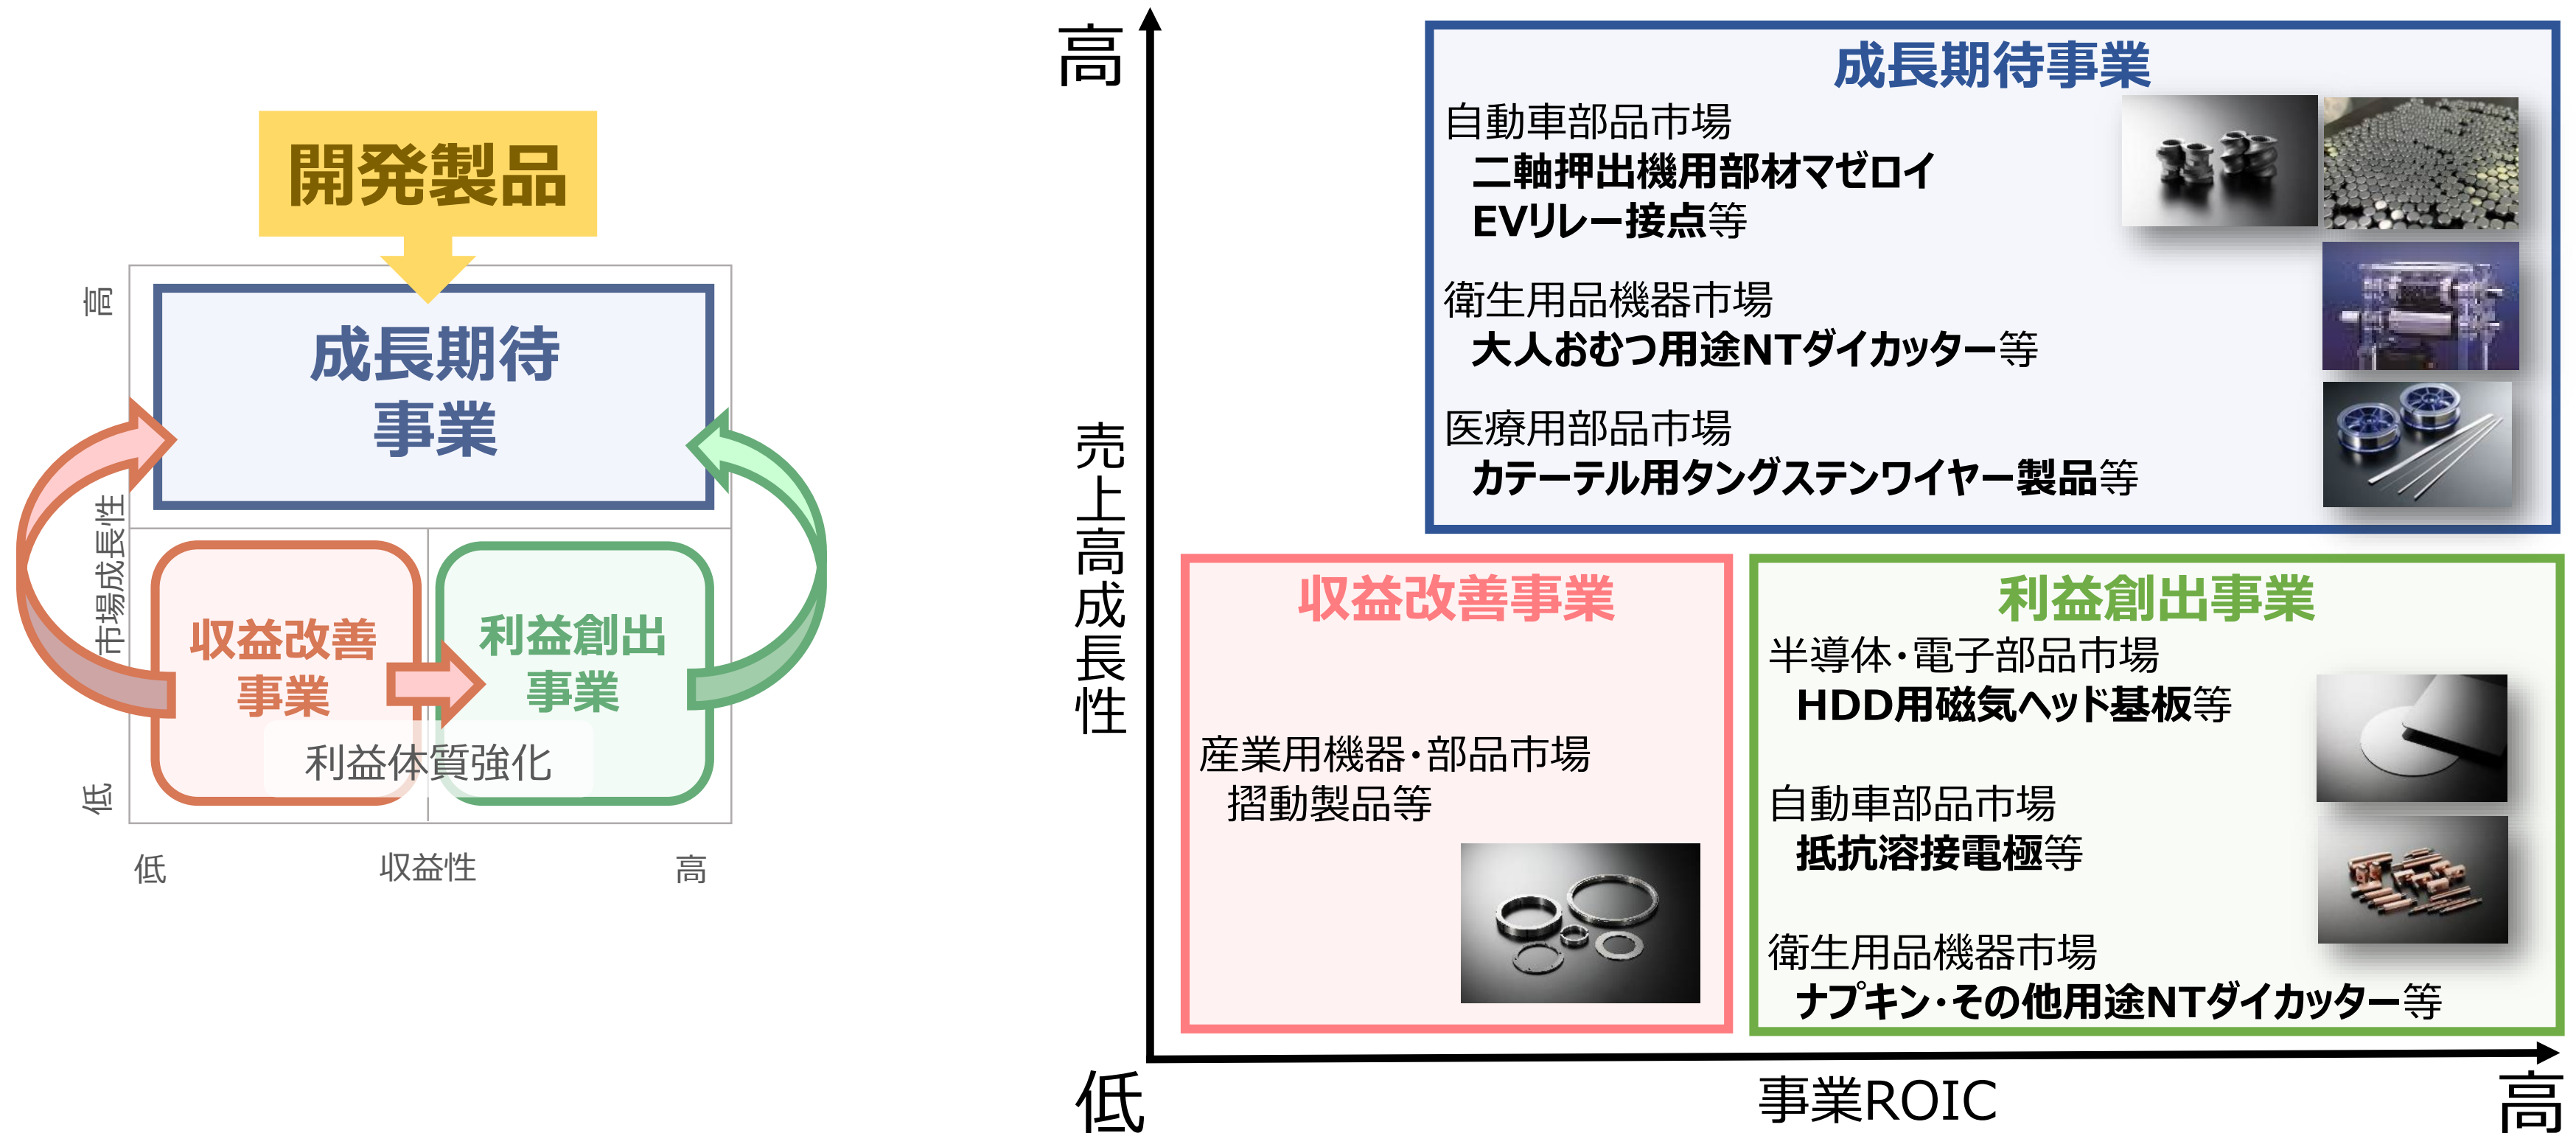 開発製品
高
成長期待
事業
市場成長性
収益改善
事業
利益創出
事業
利益体質強化
低
低
収益性
高
高
売上高成長性
成長期待事業
自動車部品市場
二軸押出機用部材マゼロイ
EVリレー接点等
衛生用品機器市場
大人おむつ用途NTダイカッター等
医療用部品市場
カテーテル用タングステンワイヤー製品等
収益改善事業
産業用機器・部品市場
摺動製品等
利益創出事業
半導体・電子部品市場
HDD用磁気ヘッド基板等
自動車部品市場
抵抗溶接電極等
衛生用品機器市場
ナプキン・その他用途NTダイカッター等
低
事業ROIC
高